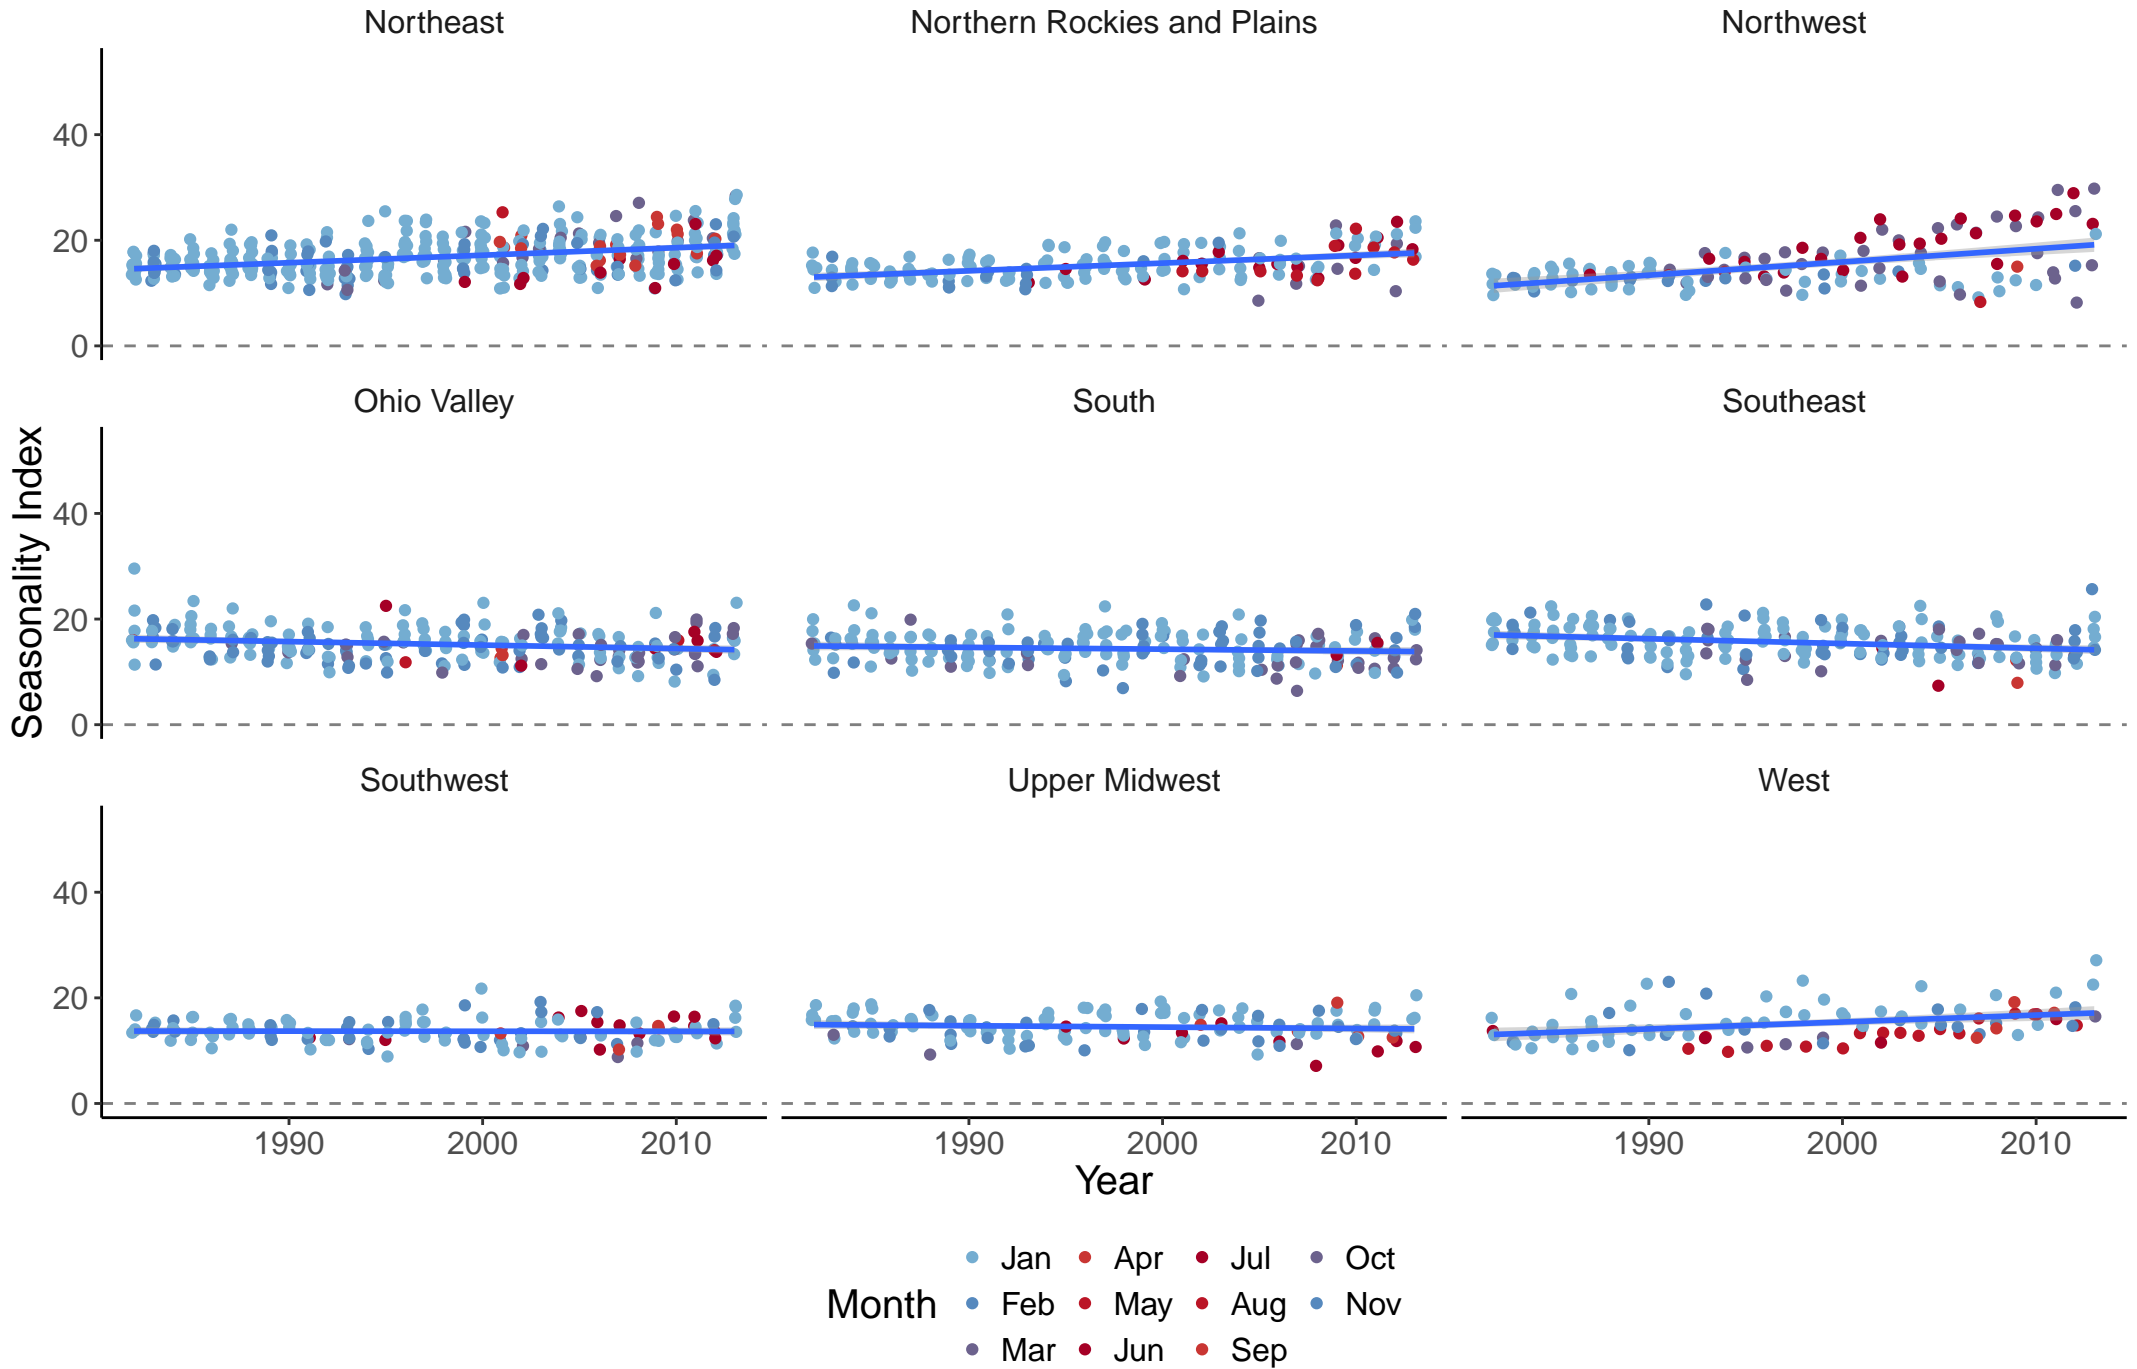 Northeast
Northern Rockies and Plains
Northwest
40
20
0
Ohio Valley
South
Southeast
Seasonality Index
40
20
0
Southwest
Upper Midwest
West
40
20
0
1990 2000 2010
1990 2000 2010
1990 2000 2010
Year
Month
Jan Apr Jul Oct
Feb May Aug Nov
Mar Jun Sep